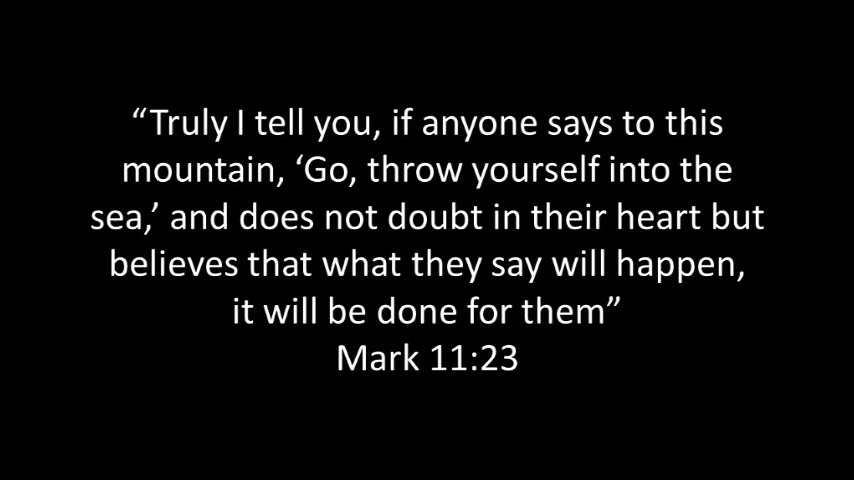 “Truly I tell you, if anyone says to this
mountain, ‘Go, throw yourself into the
sea,’ and does not doubt in their heart but
believes that what they say will happen,
it will be done for them”
Mark 11:23